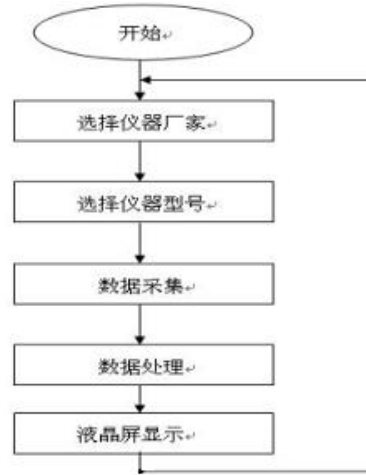 开始
选择仪器厂家
选择仪器型号
数据采集
数据处理
液晶屏显示